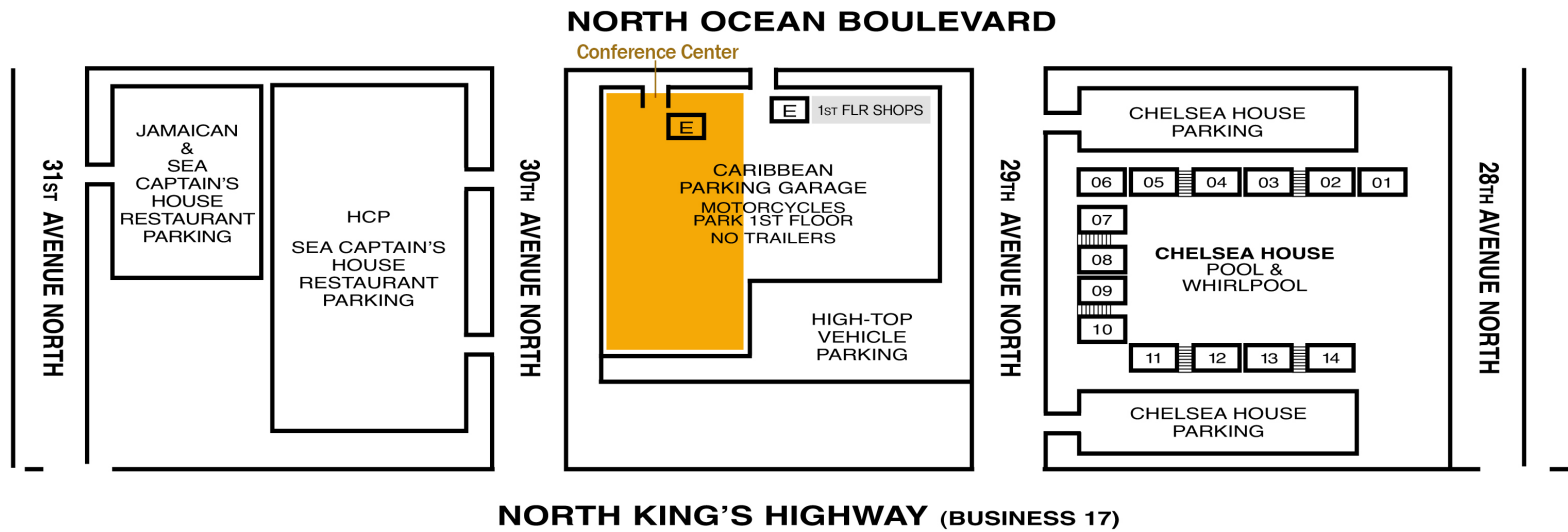 NORTH OCEAN BOULEVARD
Conference Center
31ST AVENUE NORTH
JAMAICAN
&
SEA
CAPTAIN'S
HOUSE
RESTAURANT
PARKING
HCP
SEA CAPTAIN'S
HOUSE
RESTAURANT
PARKING
30TH AVENUE NORTH
E
E
1ST FLR SHOPS
CARIBBEAN
PARKING GARAGE
MOTORCYCLES
PARK 1ST FLOOR
NO TRAILERS
HIGH-TOP
VEHICLE
PARKING
29TH AVENUE NORTH
CHELSEA HOUSE
PARKING
06 05 04 03 02 01
07
08
09
10
CHELSEA HOUSE
POOL &
WHIRLPOOL
11 12 13 14
CHELSEA HOUSE
PARKING
28TH AVENUE NORTH
NORTH KING'S HIGHWAY (BUSINESS 17)